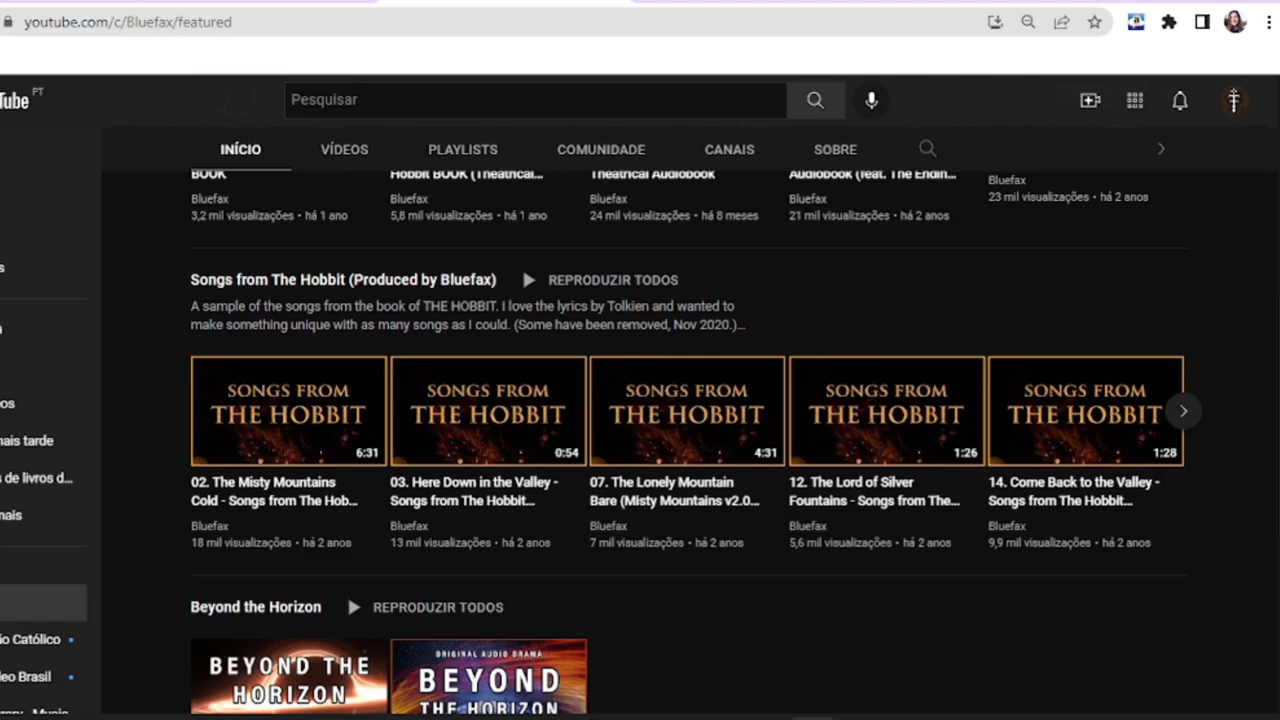 youtube.com/c/Bluefax/featured
Tube PT
Pesquisar
INÍCIO VÍDEOS PLAYLISTS COMUNIDADE CANAIS SOBRE
BOOK
Bluefax
3,2 mil visualizações • há 1 ano
Hobbit BOOK (Theatrical...
Bluefax
5,8 mil visualizações • há 1 ano
Theatrical Audiobook
Bluefax
24 mil visualizações • há 8 meses
Audiobook (feat. The Endin...
Bluefax
21 mil visualizações • há 2 anos
Bluefax
23 mil visualizações • há 2 anos
Songs from The Hobbit (Produced by Bluefax) REPRODUZIR TODOS
A sample of the songs from the book of THE HOBBIT. I love the lyrics by Tolkien and wanted to
make something unique with as many songs as I could. (Some have been removed, Nov 2020.)...
SONGS FROM
THE HOBBIT
6:31
02. The Misty Mountains
Cold - Songs from The Hob...
Bluefax
18 mil visualizações • há 2 anos
SONGS FROM
THE HOBBIT
0:54
03. Here Down in the Valley -
Songs from The Hobbit...
Bluefax
13 mil visualizações • há 2 anos
SONGS FROM
THE HOBBIT
4:31
07. The Lonely Mountain
Bare (Misty Mountains v2.0...
Bluefax
7 mil visualizações • há 2 anos
SONGS FROM
THE HOBBIT
1:26
12. The Lord of Silver
Fountains - Songs from The...
Bluefax
5,6 mil visualizações • há 2 anos
SONGS FROM
THE HOBBIT
1:28
14. Come Back to the Valley -
Songs from The Hobbit...
Bluefax
9,9 mil visualizações • há 2 anos
Beyond the Horizon REPRODUZIR TODOS
BEYOND THE
HORIZON
ORIGINAL AUDIO DRAMA
BEYOND
THE HORIZON
s
os
nais tarde
s de livros d...
nais
ão Católico
leo Brasil